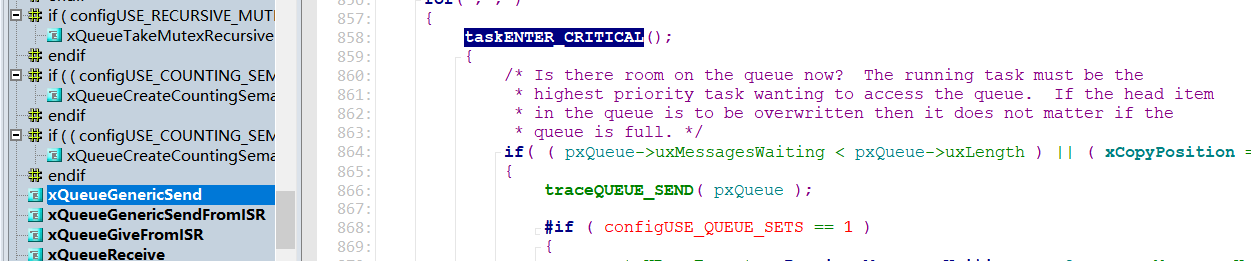 endif
if ( configUSE_RECURSIVE_MUTE
xQueueTakeMutexRecursive
endif
if ( ( configUSE_COUNTING_SEM
xQueueCreateCountingSema
endif
if ( ( configUSE_COUNTING_SEM
xQueueCreateCountingSema
endif
xQueueGenericSend
xQueueGenericSendFromISR
xQueueGiveFromISR
xQueueReceive
856: for( ; ; )
857: {
858: taskENTER_CRITICAL();
859: {
860: /* Is there room on the queue now?  The running task must be the
861: * highest priority task wanting to access the queue.  If the head item
862: * in the queue is to be overwritten then it does not matter if the
863: * queue is full. */
864: if( ( pxQueue->uxMessagesWaiting < pxQueue->uxLength ) || ( xCopyPosition =
865: {
866: traceQUEUE_SEND( pxQueue );
867:
868: #if ( configUSE_QUEUE_SETS == 1 )
869: {